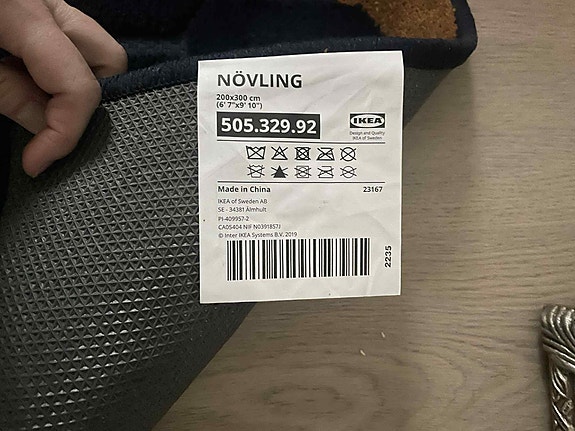 NÖVLING
200x300 cm
(6' 7"x9' 10")
505.329.92
IKEA
Design and Quality
IKEA of Sweden
Made in China 23167
IKEA of Sweden AB
SE - 34381 Älmhult
PI-409957-2
CA05404 NIF N0391857J
© Inter IKEA Systems B.V. 2019
2235